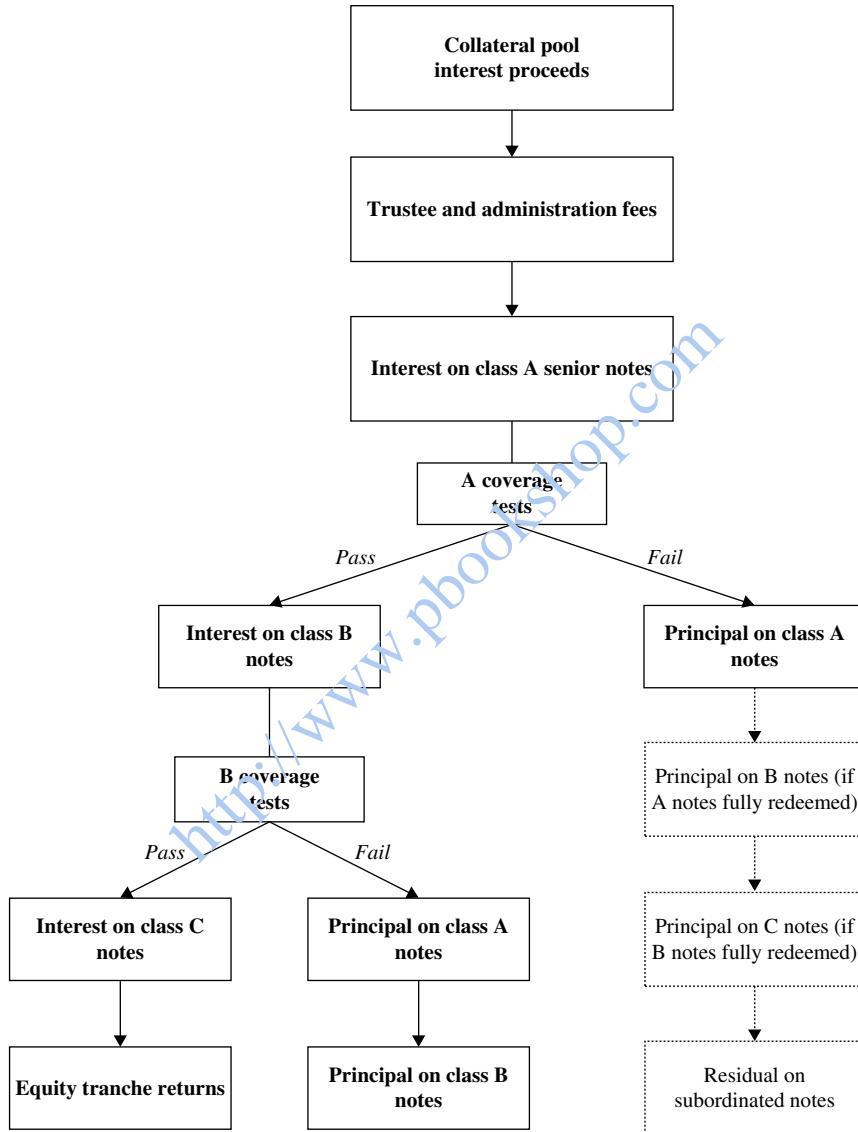 Collateral pool
interest proceeds
Trustee and administration fees
Interest on class A senior notes
A coverage
tests
Pass
Fail
Interest on class B
notes
Principal on class A
notes
B coverage
tests
Principal on B notes (if
A notes fully redeemed)
Pass
Fail
Interest on class C
notes
Principal on class A
notes
Principal on C notes (if
B notes fully redeemed)
Equity tranche returns
Principal on class B
notes
Residual on
subordinated notes
http://www.pbookshop.com